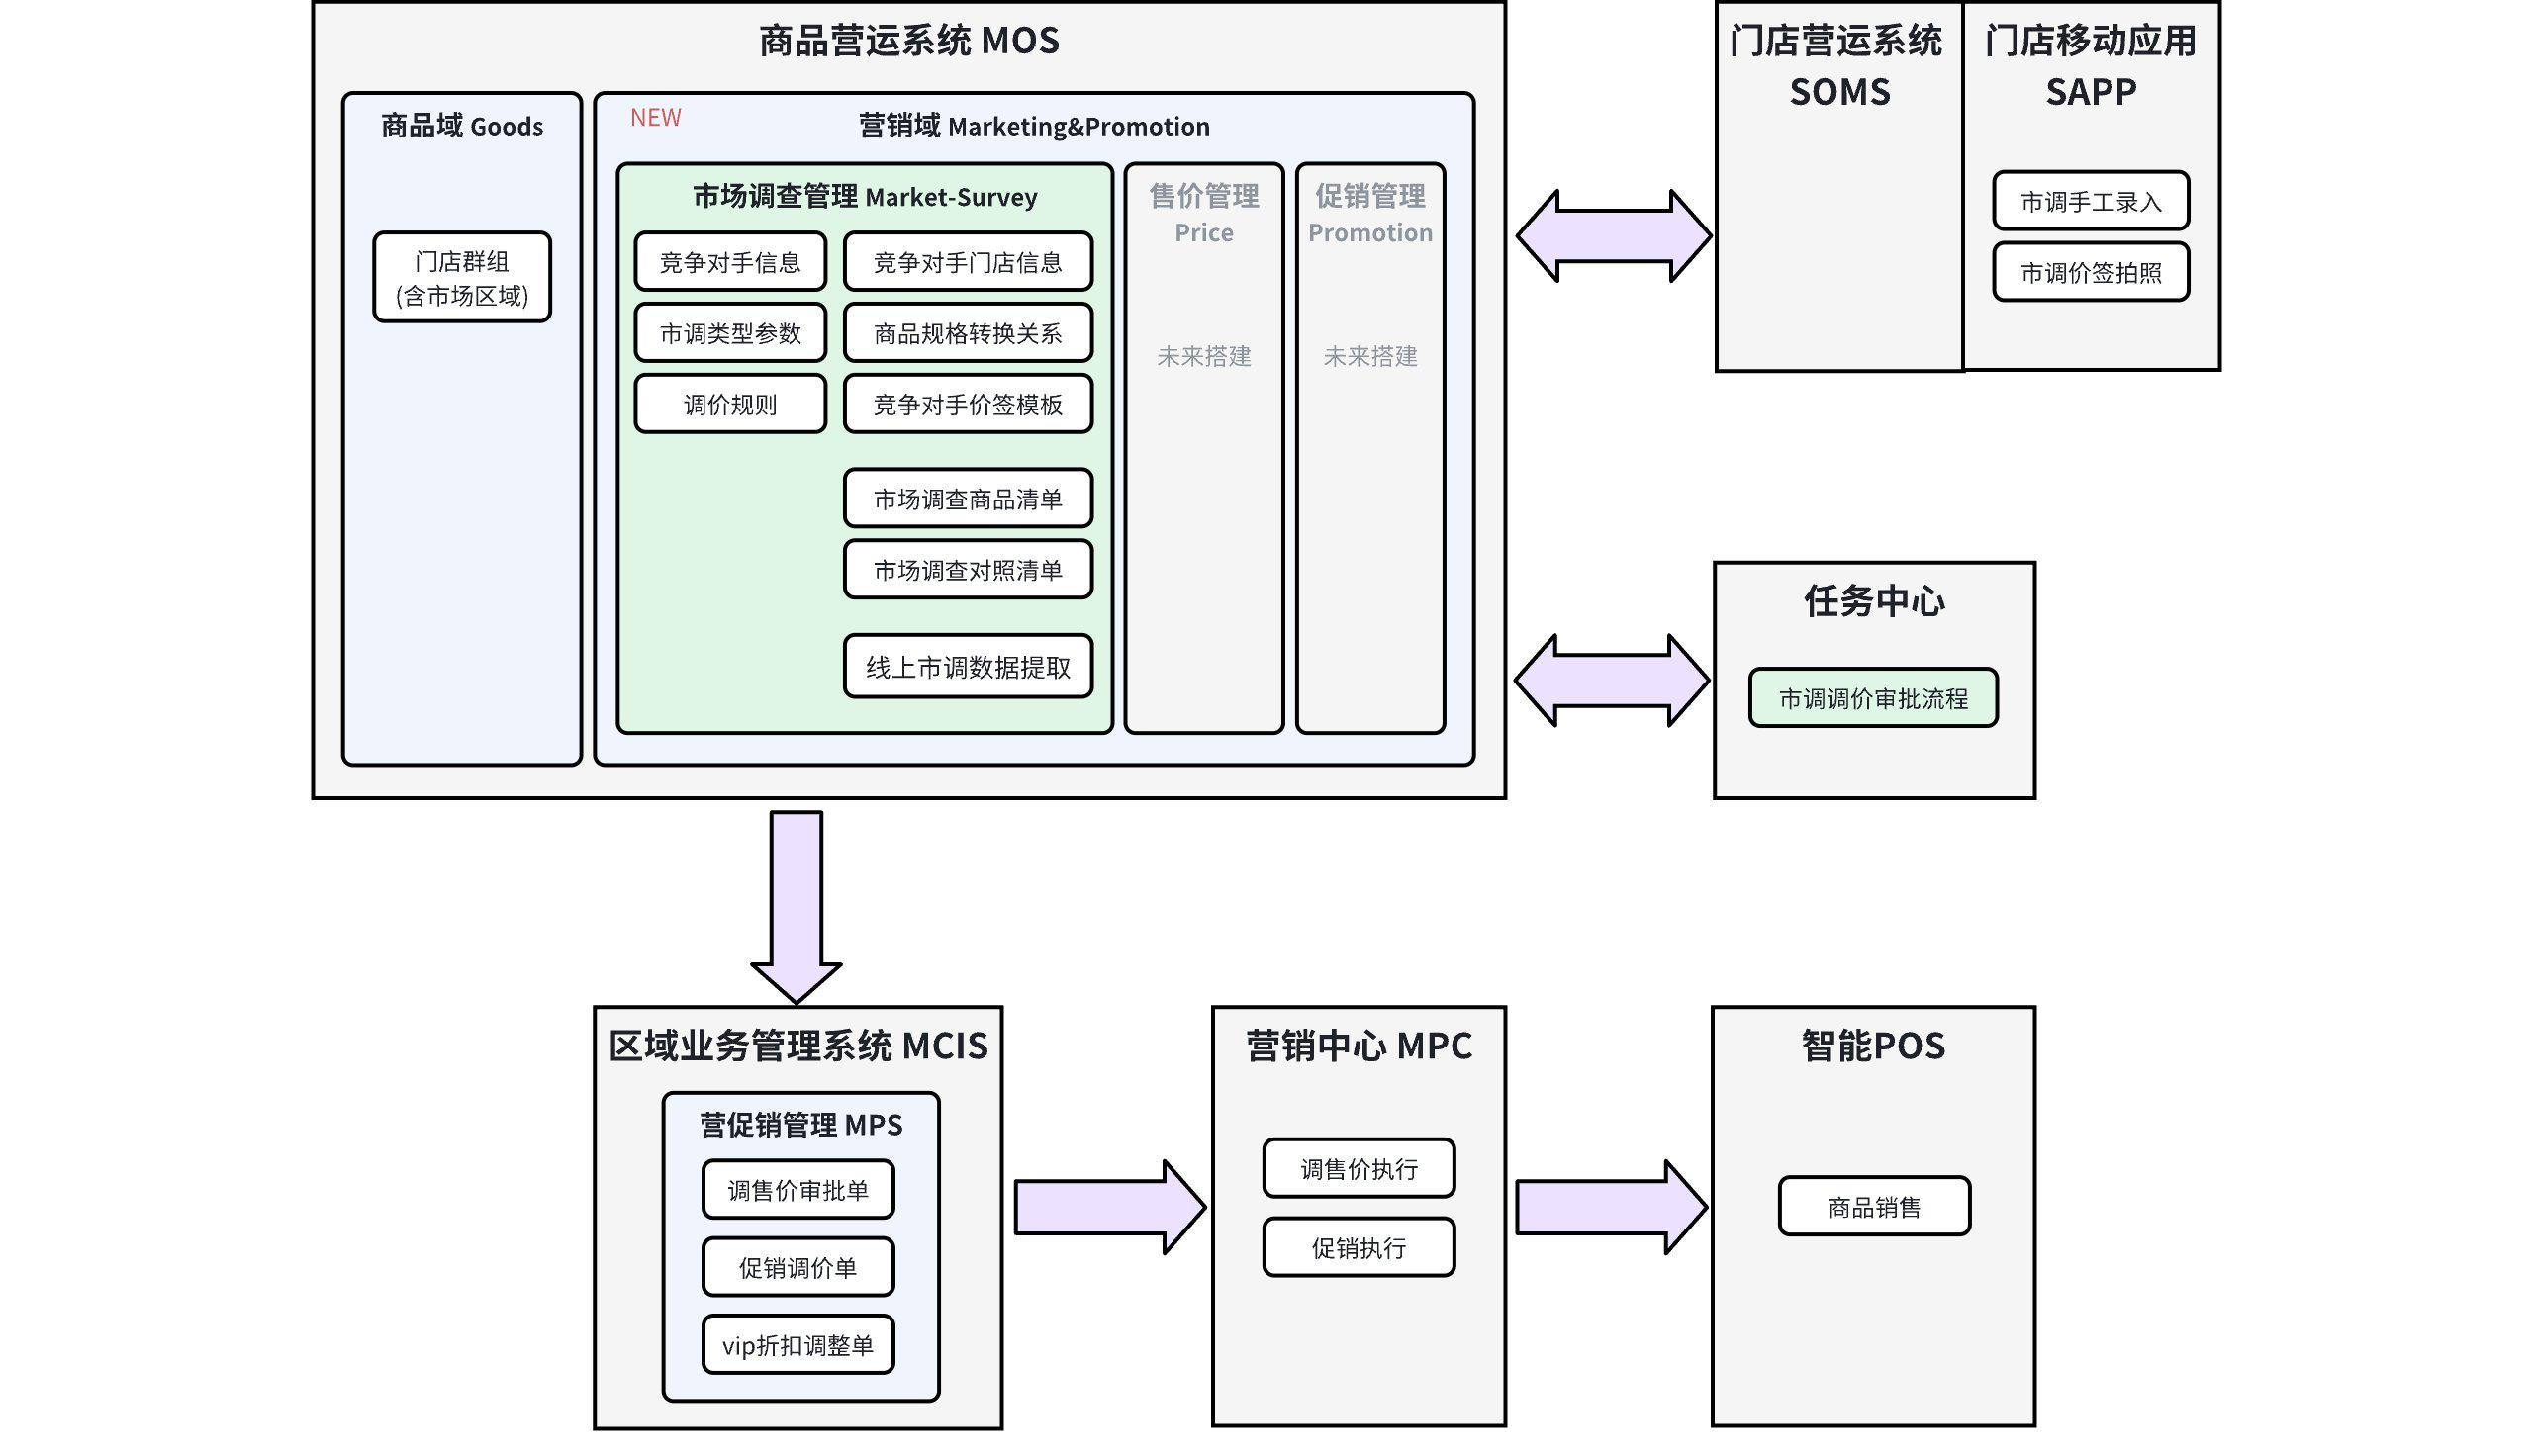 商品营运系统 MOS
商品域 Goods
门店群组
(含市场区域)
NEW
营销域 Marketing&Promotion
市场调查管理 Market-Survey
竞争对手信息
竞争对手门店信息
市调类型参数
商品规格转换关系
调价规则
竞争对手价签模板
市场调查商品清单
市场调查对照清单
线上市调数据提取
售价管理
Price
未来搭建
促销管理
Promotion
未来搭建
门店营运系统
SOMS
门店移动应用
SAPP
市调手工录入
市调价签拍照
任务中心
市调调价审批流程
区域业务管理系统 MCIS
营促销管理 MPS
调售价审批单
促销调价单
vip折扣调整单
营销中心 MPC
调售价执行
促销执行
智能POS
商品销售